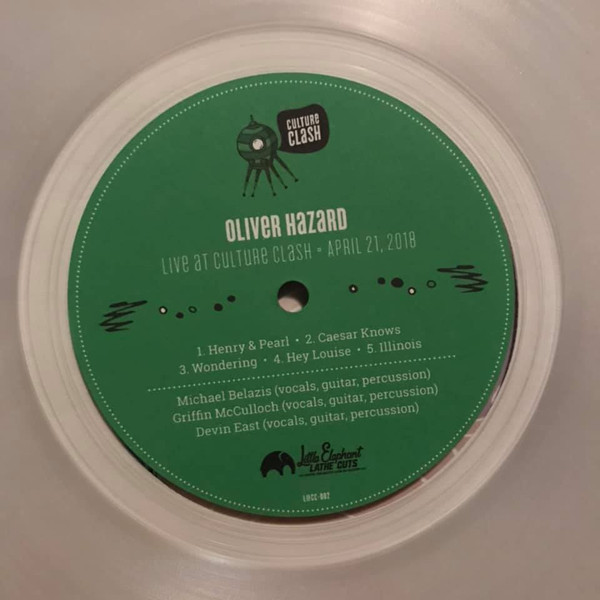 CULTURE
CLASH
OLIVER HAZARD
LIVE AT CULTURE CLASH • APRIL 21, 2018
1. Henry & Pearl • 2. Caesar Knows
3. Wondering • 4. Hey Louise • 5. Illinois
Michael Belazis (vocals, guitar, percussion)
Griffin McCulloch (vocals, guitar, percussion)
Devin East (vocals, guitar, percussion)
Little Elephant
LATHE CUTS
L@CC-002